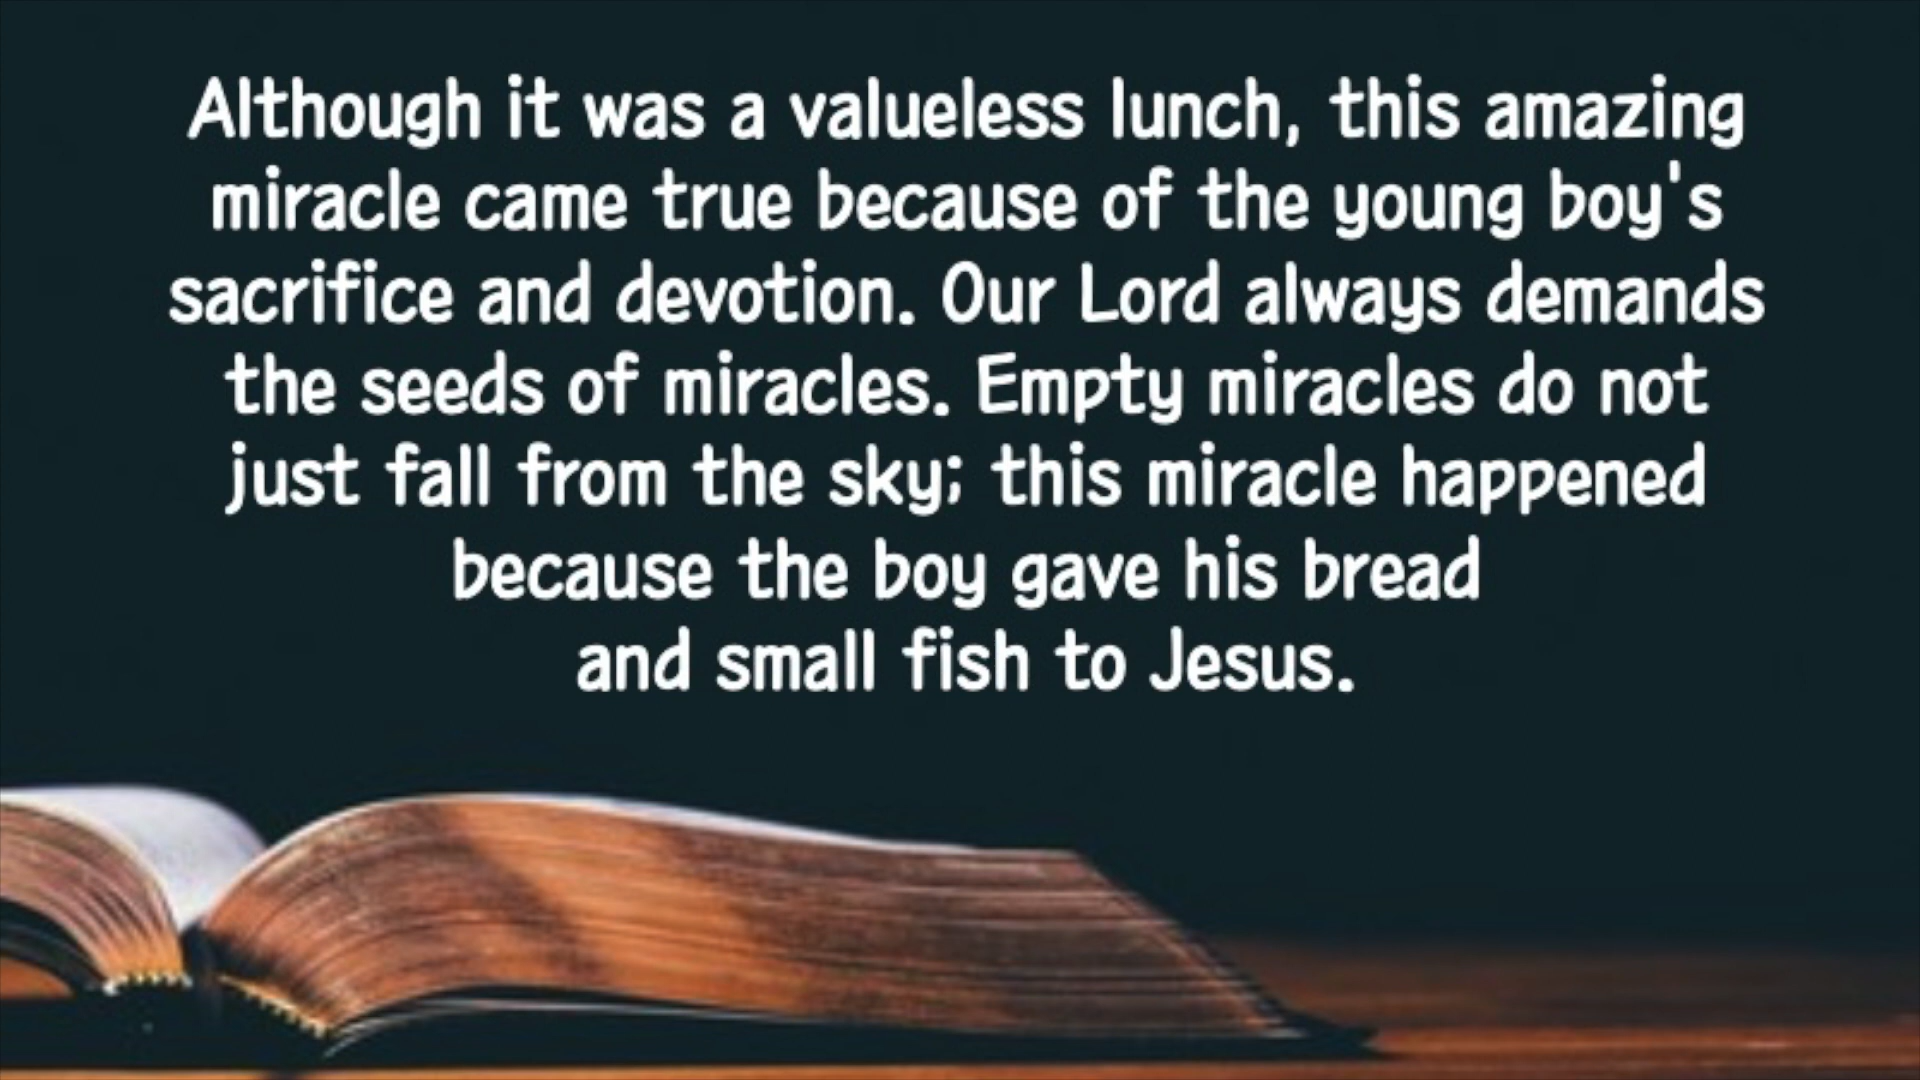 Although it was a valueless lunch, this amazing
miracle came true because of the young boy's
sacrifice and devotion. Our Lord always demands
the seeds of miracles. Empty miracles do not
just fall from the sky; this miracle happened
because the boy gave his bread
and small fish to Jesus.